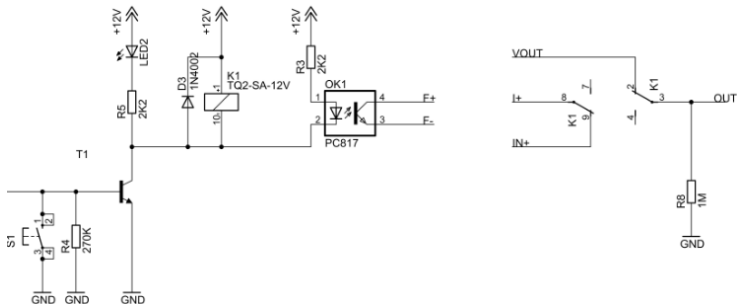 +12V
+12V
+12V
LED2
R5
2K2
D3
1N4002
K1
TQ2-SA-12V
1
10
R3
2K2
OK1
1
2
4
3
F+
F-
PC817
T1
S1
1
2
3
4
R4
270K
GND
GND
GND
VOUT
I+
IN+
8
7
9
K1
2
3
4
K1
OUT
R8
1M
GND